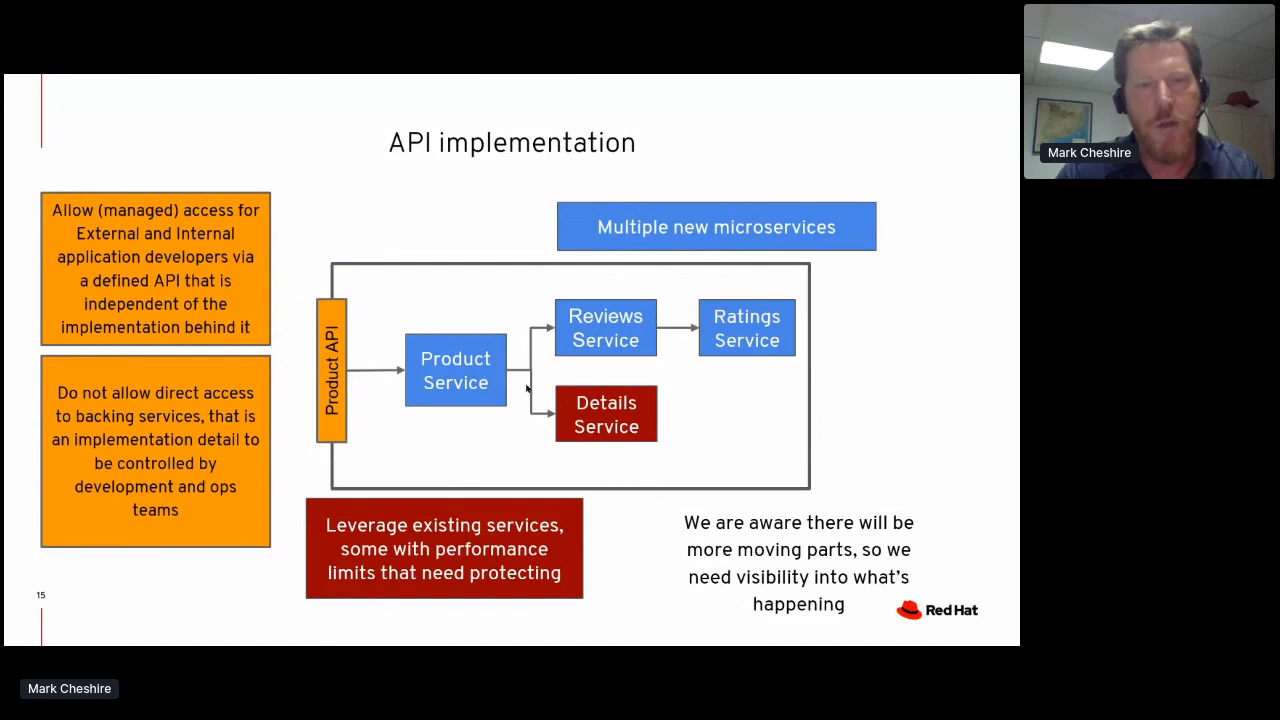 API implementation
Mark Cheshire
Allow (managed) access for
External and Internal
application developers via
a defined API that is
independent of the
implementation behind it
Multiple new microservices
Product API
Product
Service
Reviews
Service
Ratings
Service
Details
Service
Do not allow direct access
to backing services, that is
an implementation detail to
be controlled by
development and ops
teams
Leverage existing services,
some with performance
limits that need protecting
We are aware there will be
more moving parts, so we
need visibility into what's
happening
15
Red Hat
Mark Cheshire